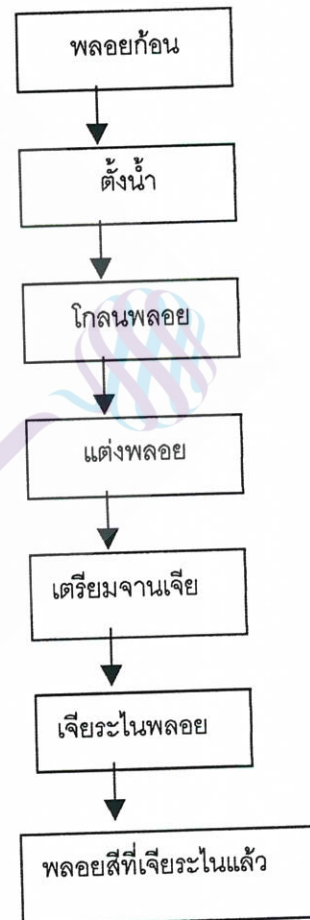 พลอยก้อน
ตั้งน้ำ
โกลนพลอย
แต่งพลอย
เตรียมจานเจีย
เจียระไนพลอย
พลอยสีที่เจียระไนแล้ว